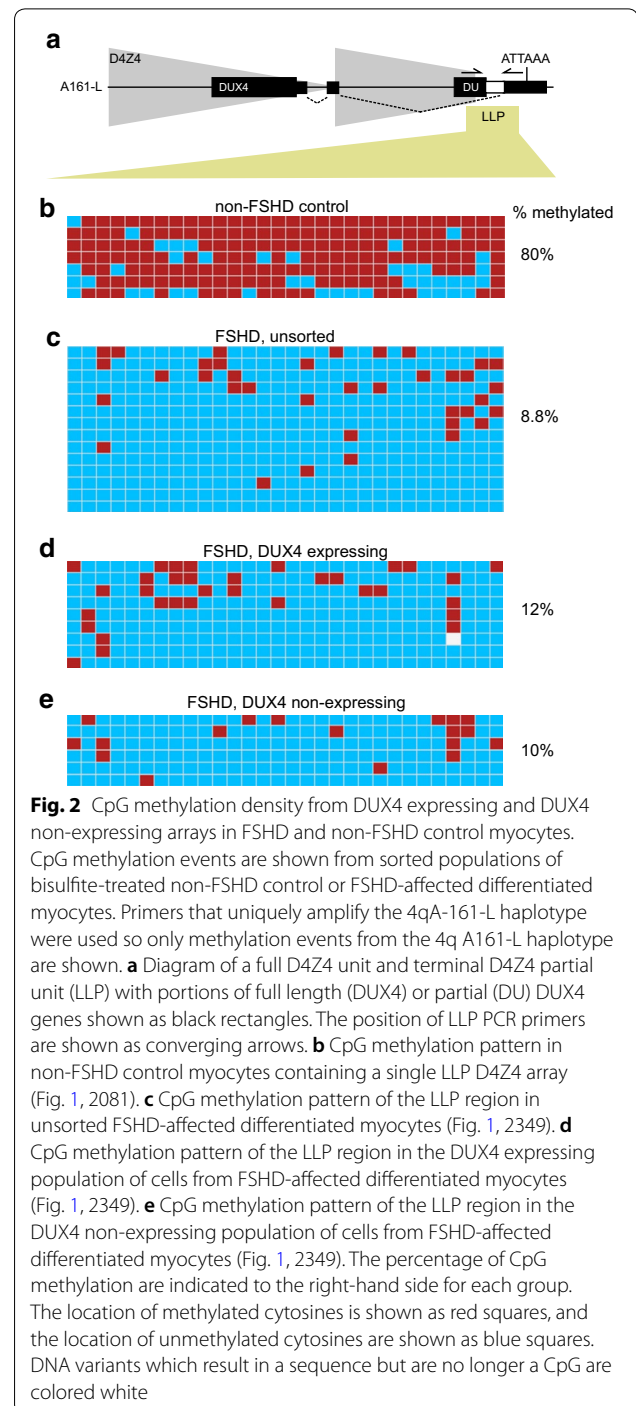 a
D4Z4
ATTAAA
A161-L
DUX4
DU
LLP
b
non-FSHD control
% methylated
80%
c
FSHD, unsorted
8.8%
d
FSHD, DUX4 expressing
12%
e
FSHD, DUX4 non-expressing
10%
Fig. 2 CpG methylation density from DUX4 expressing and DUX4
non-expressing arrays in FSHD and non-FSHD control myocytes.
CpG methylation events are shown from sorted populations of
bisulfite-treated non-FSHD control or FSHD-affected differentiated
myocytes. Primers that uniquely amplify the 4qA-161-L haplotype
were used so only methylation events from the 4q A161-L haplotype
are shown. a Diagram of a full D4Z4 unit and terminal D4Z4 partial
unit (LLP) with portions of full length (DUX4) or partial (DU) DUX4
genes shown as black rectangles. The position of LLP PCR primers
are shown as converging arrows. b CpG methylation pattern in
non-FSHD control myocytes containing a single LLP D4Z4 array
(Fig. 1, 2081). c CpG methylation pattern of the LLP region in
unsorted FSHD-affected differentiated myocytes (Fig. 1, 2349). d
CpG methylation pattern of the LLP region in the DUX4 expressing
population of cells from FSHD-affected differentiated myocytes
(Fig. 1, 2349). e CpG methylation pattern of the LLP region in the
DUX4 non-expressing population of cells from FSHD-affected
differentiated myocytes (Fig. 1, 2349). The percentage of CpG
methylation are indicated to the right-hand side for each group.
The location of methylated cytosines is shown as red squares, and
the location of unmethylated cytosines are shown as blue squares.
DNA variants which result in a sequence but are no longer a CpG are
colored white